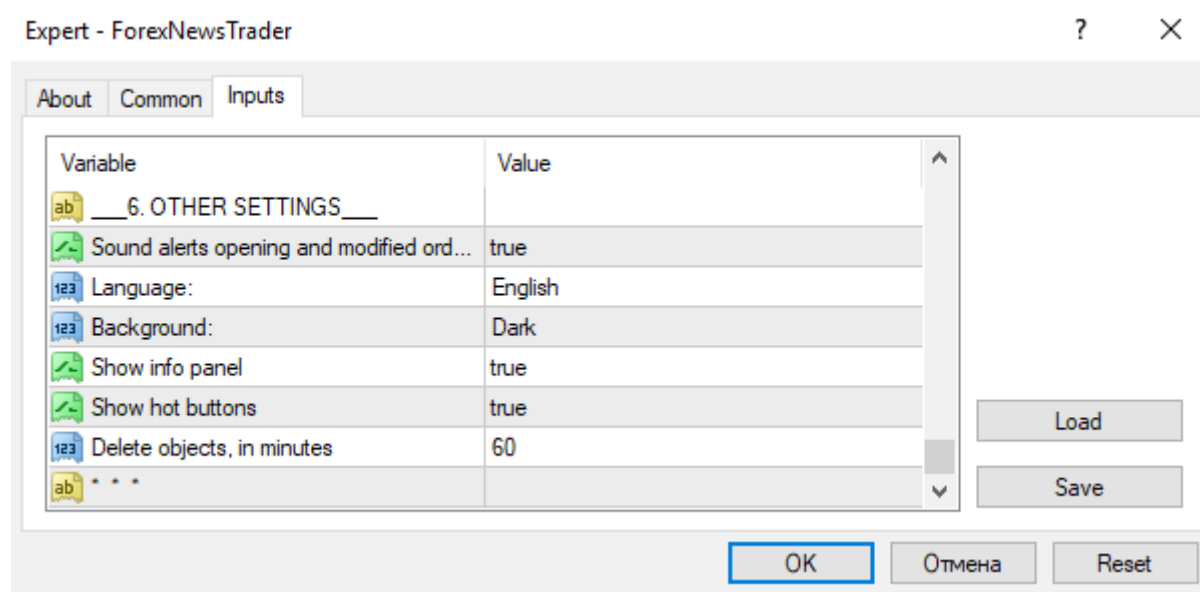 Expert - ForexNewsTrader
?
About Common Inputs
Variable Value
ab ___6. OTHER SETTINGS___
Sound alerts opening and modified ord... true
123 Language: English
123 Background: Dark
Show info panel true
Show hot buttons true
123 Delete objects, in minutes 60
ab * * *
Load
Save
OK Отмена Reset